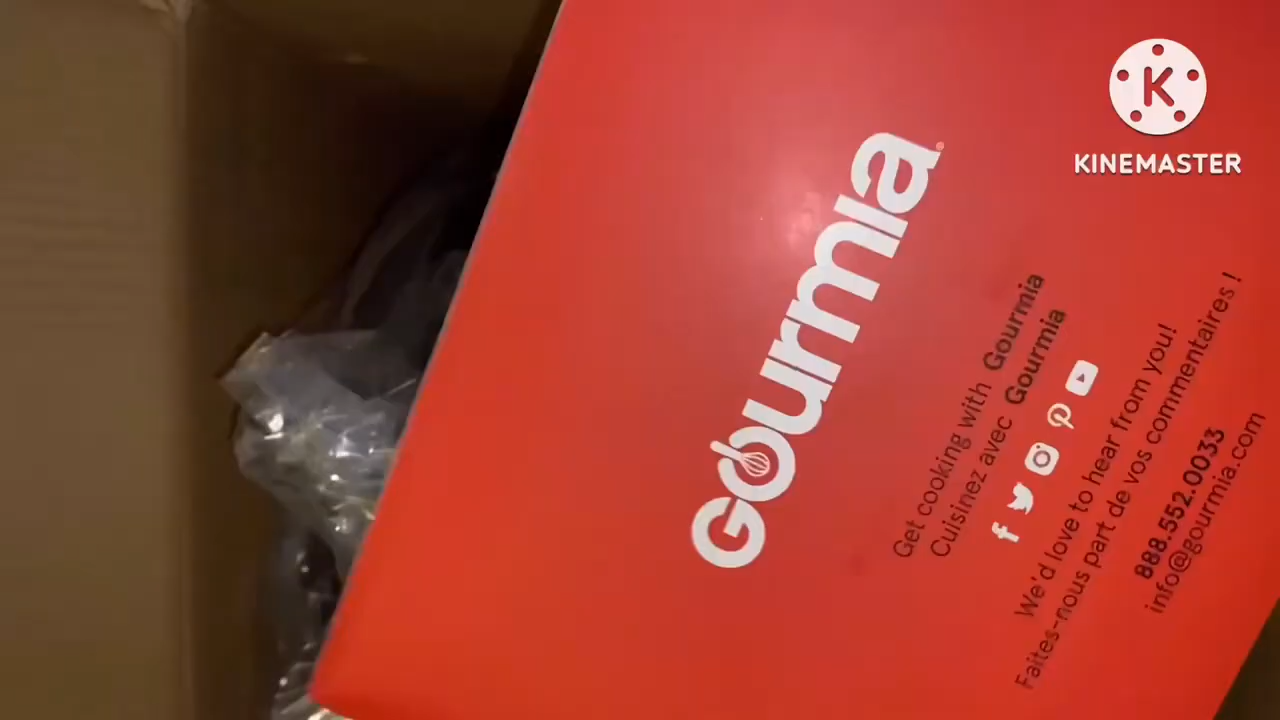 Gourmia
Get cooking with Gourmia
Cuisinez avec Gourmia
We'd love to hear from you!
Faites-nous part de vos commentaires !
888.552.0033
info@gourmia.com
K
KINEMASTER